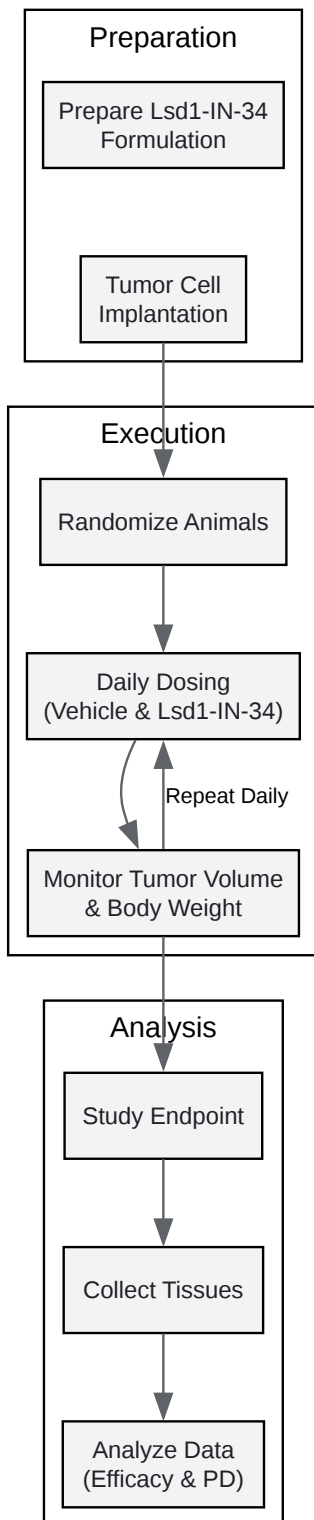 Preparation
Prepare Lsd1-IN-34
Formulation
Tumor Cell
Implantation
Execution
Randomize Animals
Daily Dosing
(Vehicle & Lsd1-IN-34)
Repeat Daily
Monitor Tumor Volume
& Body Weight
Analysis
Study Endpoint
Collect Tissues
Analyze Data
(Efficacy & PD)